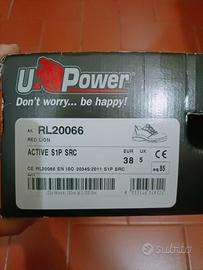 U Power
Don't worry... be happy!
Art. RL20066
RED LION
ACTIVE S1P SRC
EUR UK
38 5
CE RL20066 EN ISO 20345:2011 S1P SRC
subito